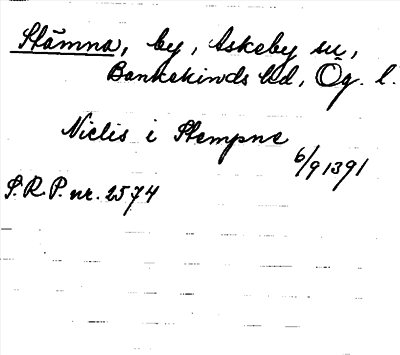 Stämna, by, Askeby sn,
Bankekinds hd, Ög. l.
Niclis i Stempne
6/9 1391
S.R.P. nr. 2574